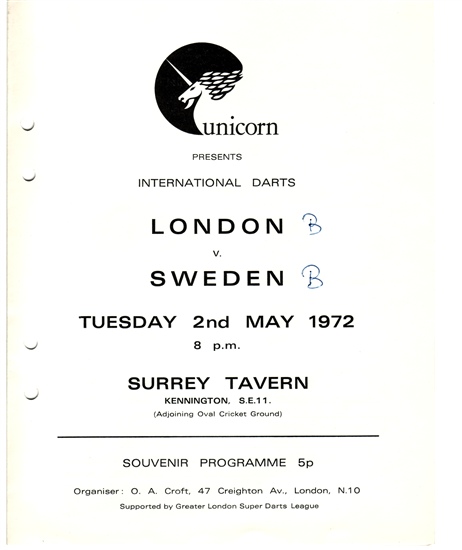 unicorn
PRESENTS
INTERNATIONAL DARTS
LONDON B
v.
SWEDEN B
TUESDAY 2nd MAY 1972
8 p.m.
SURREY TAVERN
KENNINGTON, S.E.11.
(Adjoining Oval Cricket Ground)
SOUVENIR PROGRAMME 5p
Organiser: O. A. Croft, 47 Creighton Av., London, N.10
Supported by Greater London Super Darts League